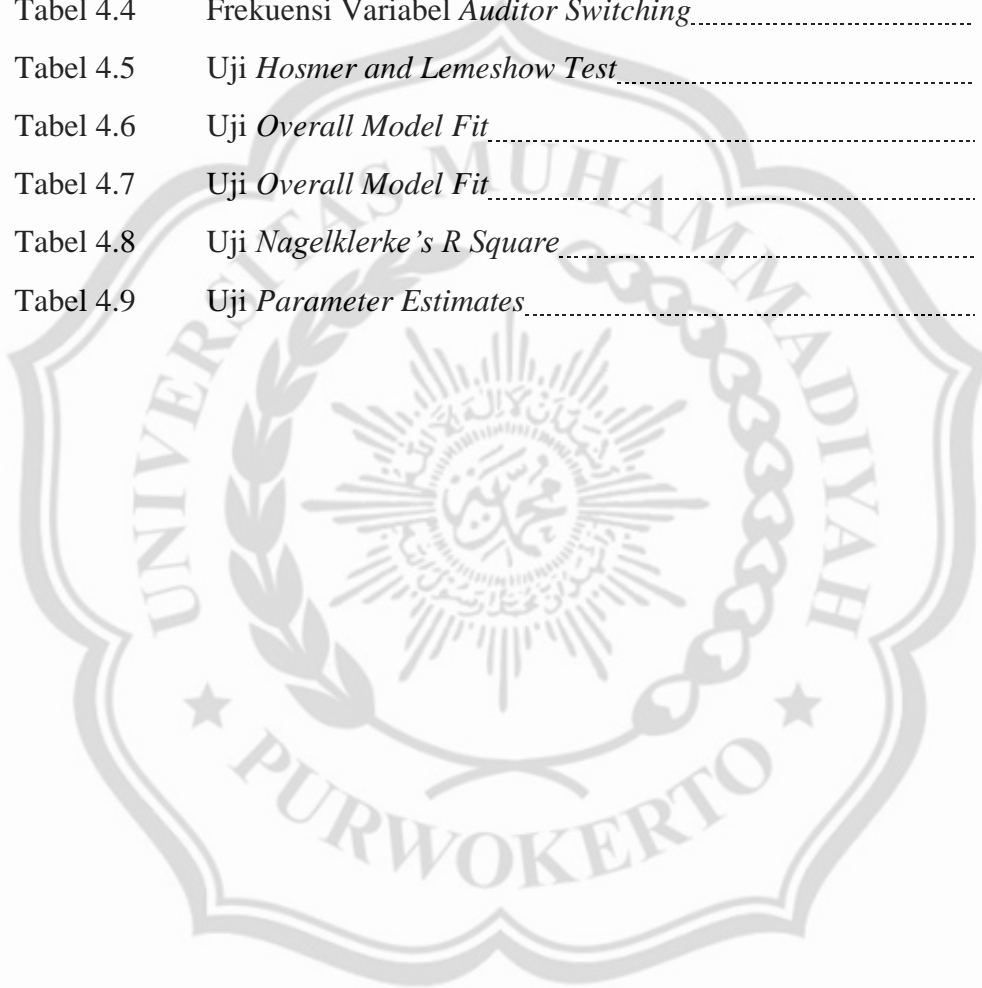 Tabel 4.4 Frekuensi Variabel Auditor Switching
Tabel 4.5 Uji Hosmer and Lemeshow Test
Tabel 4.6 Uji Overall Model Fit
Tabel 4.7 Uji Overall Model Fit
Tabel 4.8 Uji Nagelklerke’s R Square
Tabel 4.9 Uji Parameter Estimates
UNIVERSITAS MUHAMMADIYAH
PURWOKERTO